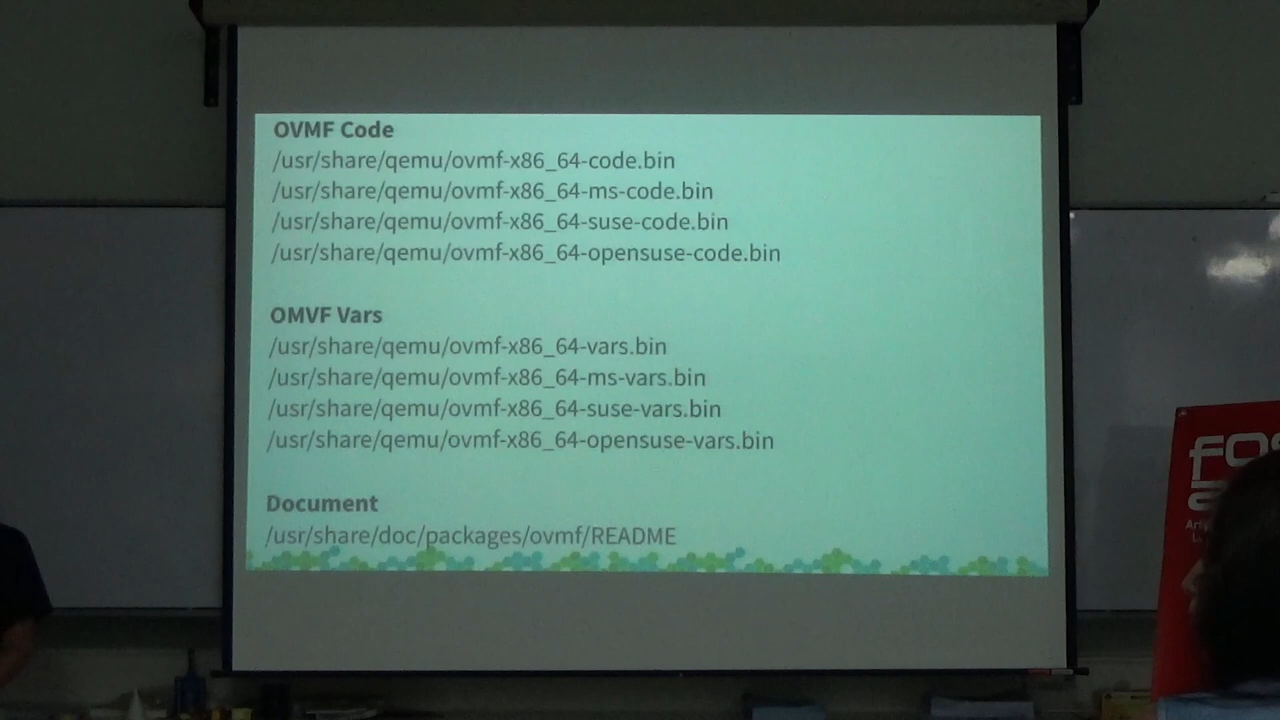 OVMF Code
/usr/share/qemu/ovmf-x86_64-code.bin
/usr/share/qemu/ovmf-x86_64-ms-code.bin
/usr/share/qemu/ovmf-x86_64-suse-code.bin
/usr/share/qemu/ovmf-x86_64-opensuse-code.bin
OMVF Vars
/usr/share/qemu/ovmf-x86_64-vars.bin
/usr/share/qemu/ovmf-x86_64-ms-vars.bin
/usr/share/qemu/ovmf-x86_64-suse-vars.bin
/usr/share/qemu/ovmf-x86_64-opensuse-vars.bin
Document
/usr/share/doc/packages/ovmf/README